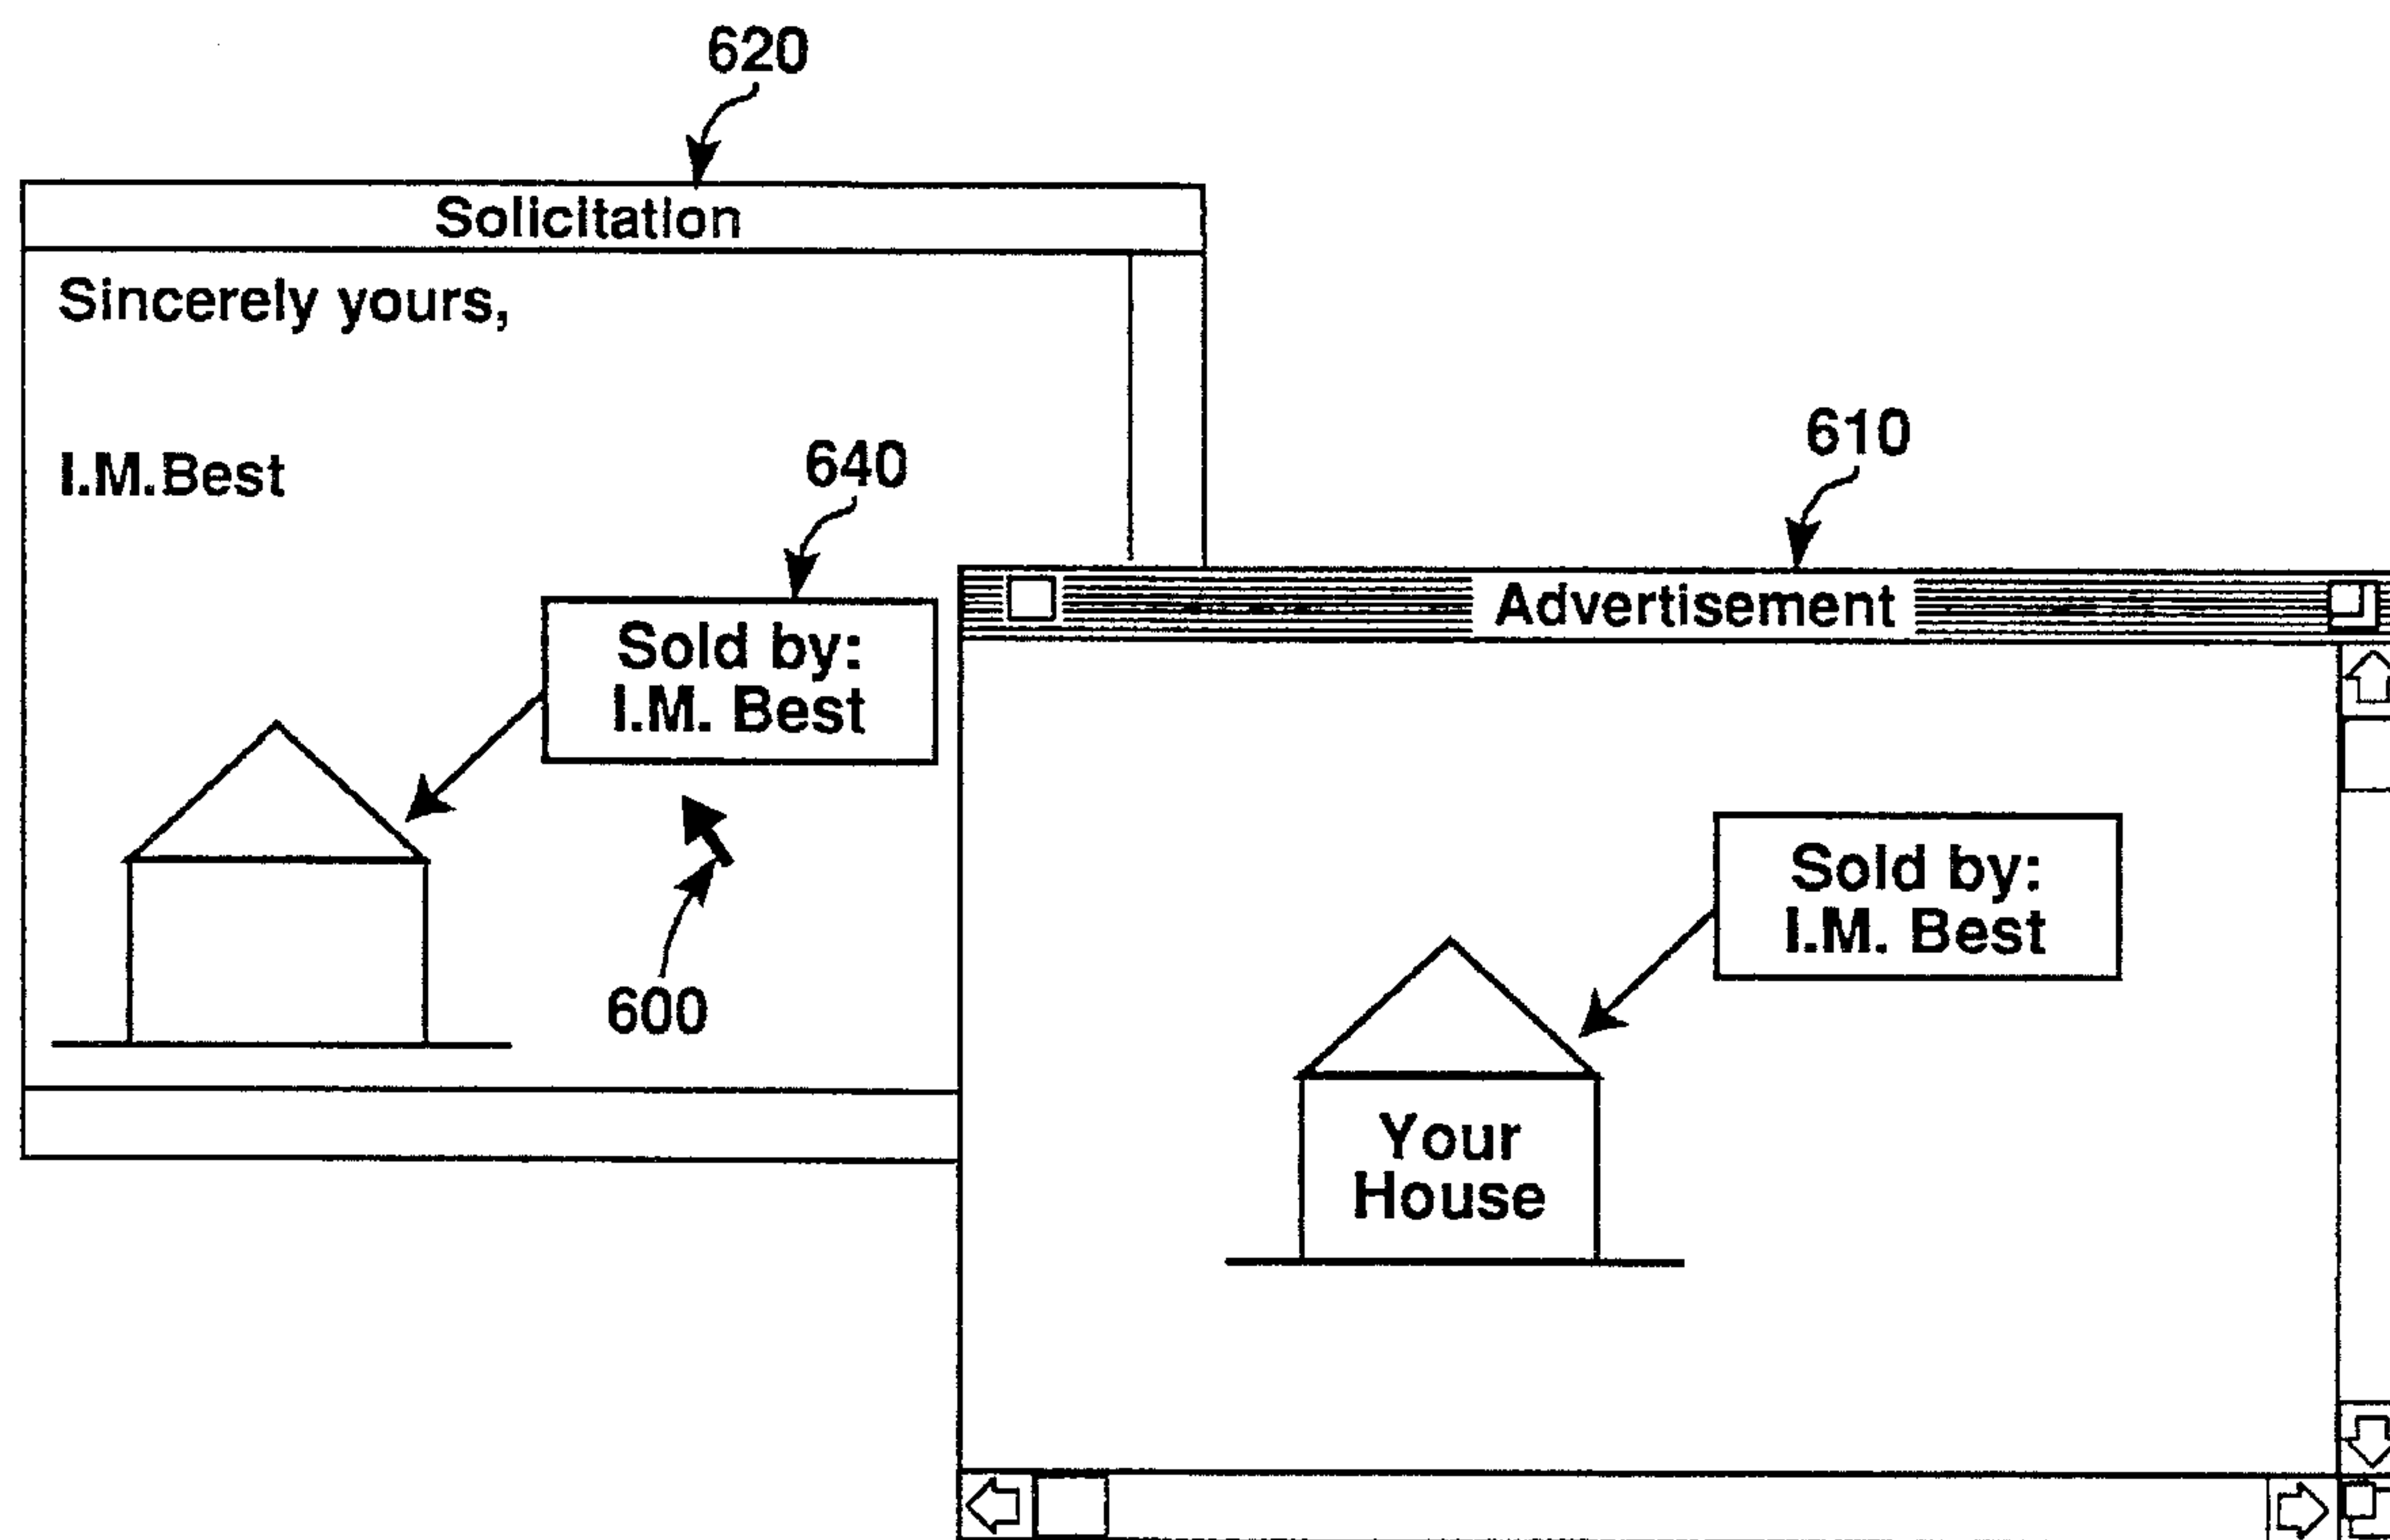 620
Solicitation
Sincerely yours,
I.M.Best
640
Sold by:
I.M. Best
600
610
Advertisement
Sold by:
I.M. Best
Your
House